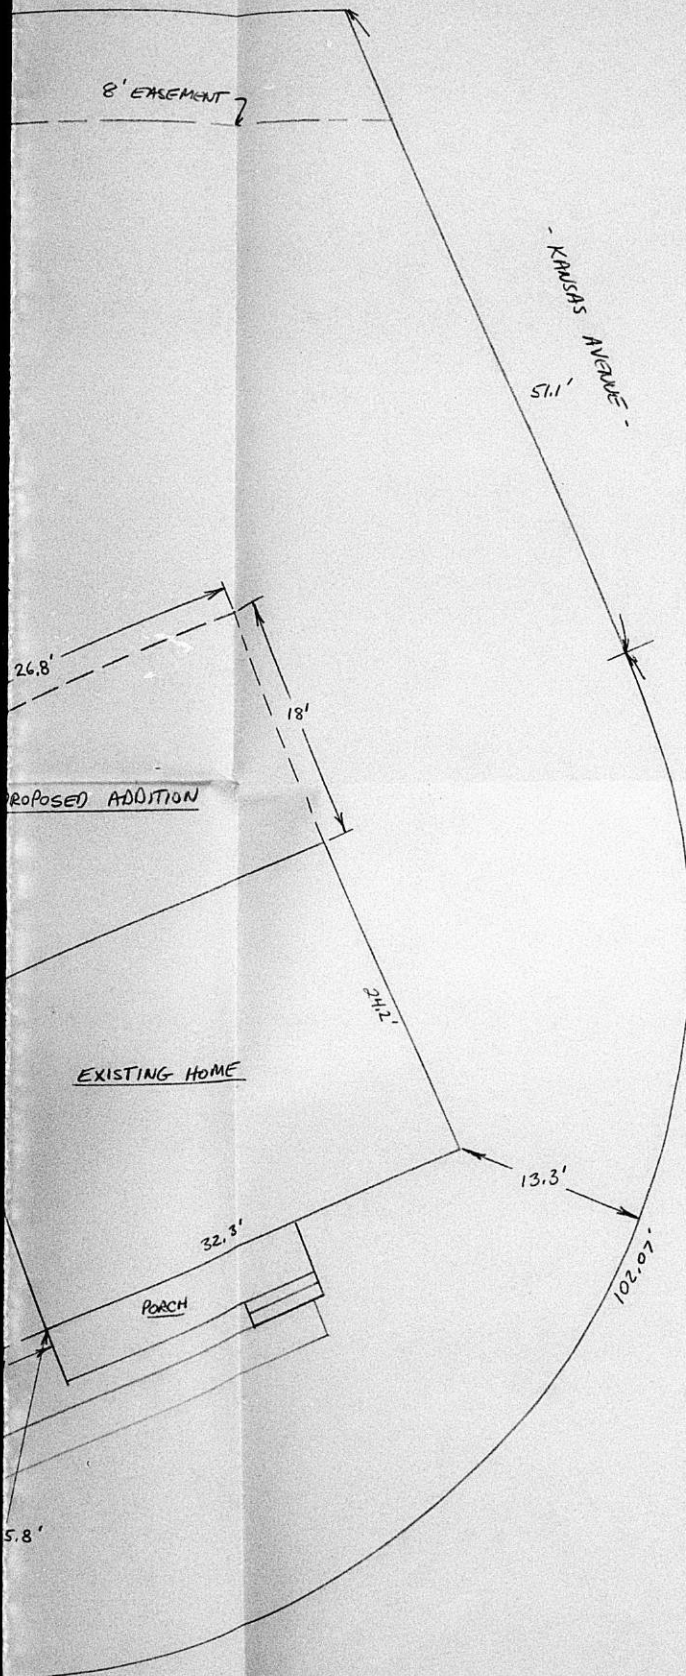 8' EASEMENT
- KANSAS AVENUE -
51.1'
26.8'
18'
PROPOSED ADDITION
24.2'
EXISTING HOME
13.3'
32.3'
102.07'
PORCH
5.8'